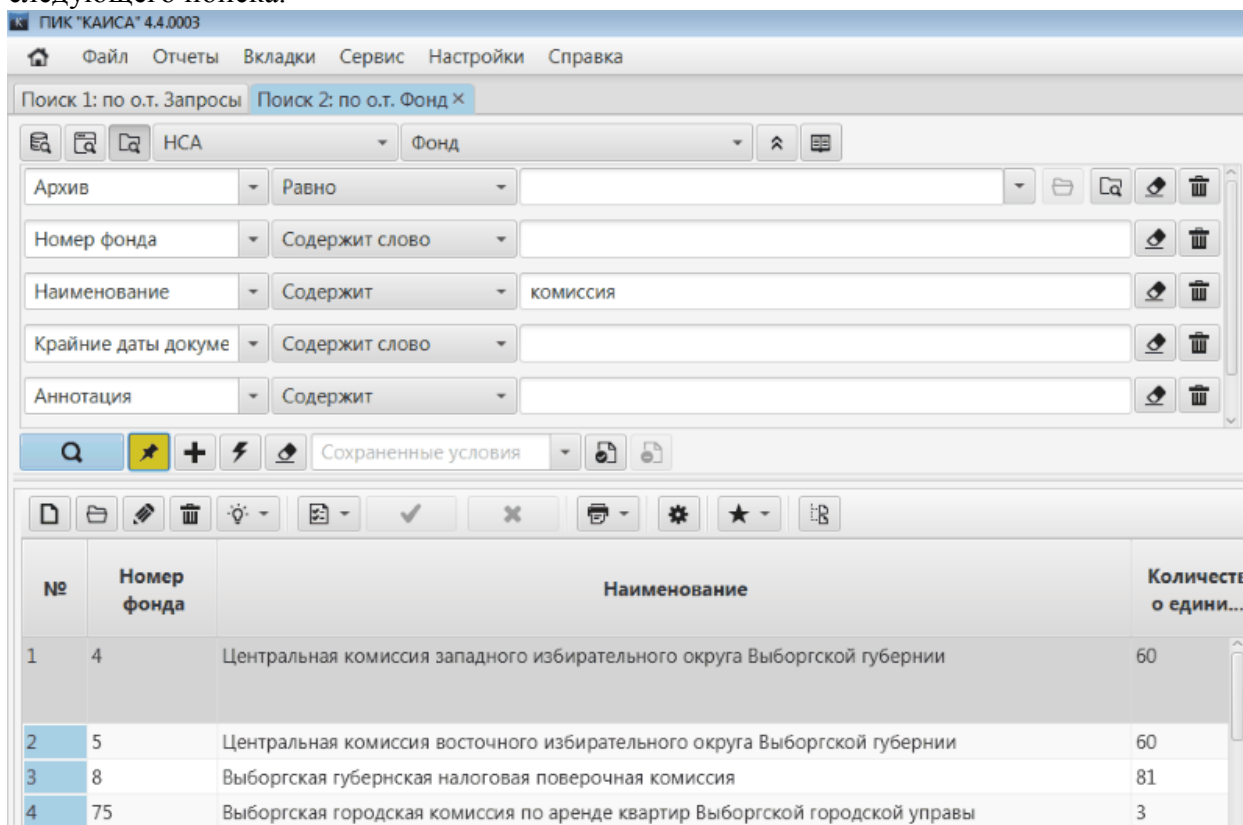 следующего поиска.
ПИК "КАИСА" 4.4.0003
Файл Отчеты Вкладки Сервис Настройки Справка
Поиск 1: по о.т. Запросы Поиск 2: по о.т. Фонд ×
НСА Фонд
Архив Равно
Номер фонда Содержит слово
Наименование Содержит комиссия
Крайние даты докуме Содержит слово
Аннотация Содержит
Сохраненные условия
№ Номер фонда Наименование Количеств о едини...
1 4 Центральная комиссия западного избирательного округа Выборгской губернии 60
2 5 Центральная комиссия восточного избирательного округа Выборгской губернии 60
3 8 Выборгская губернская налоговая поверочная комиссия 81
4 75 Выборгская городская комиссия по аренде квартир Выборгской городской управы 3